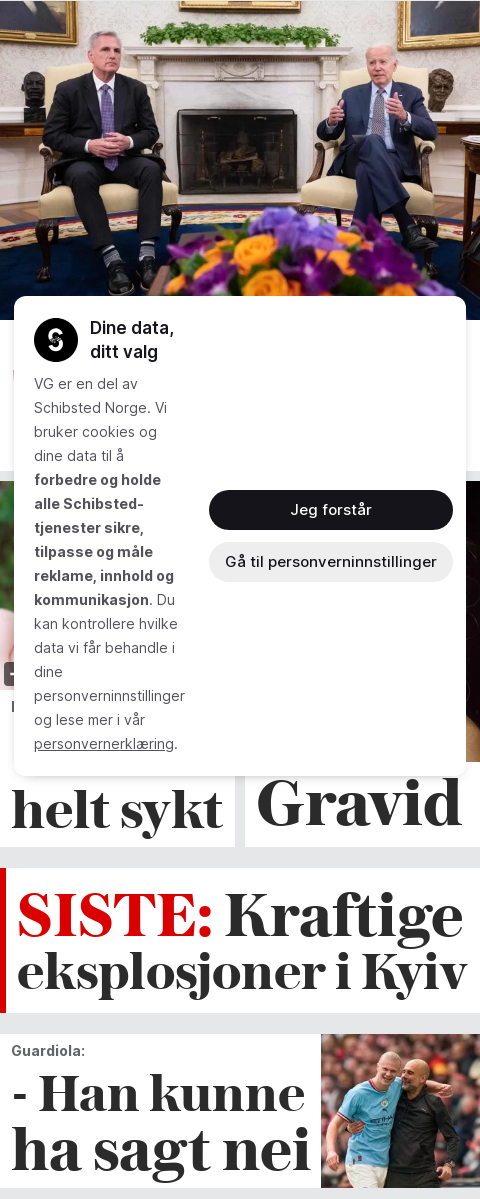 Dine data,
ditt valg
VG er en del av
Schibsted Norge. Vi
bruker cookies og
dine data til å
forbedre og holde
alle Schibsted-
tjenester sikre,
tilpasse og måle
reklame, innhold og
kommunikasjon. Du
kan kontrollere hvilke
data vi får behandle i
dine
personverninnstillinger
og lese mer i vår
personvernerklæring.
Jeg forstår
Gå til personverninnstillinger
helt sykt
Gravid
SISTE: Kraftige
eksplosjoner i Kyiv
Guardiola:
- Han kunne
ha sagt nei